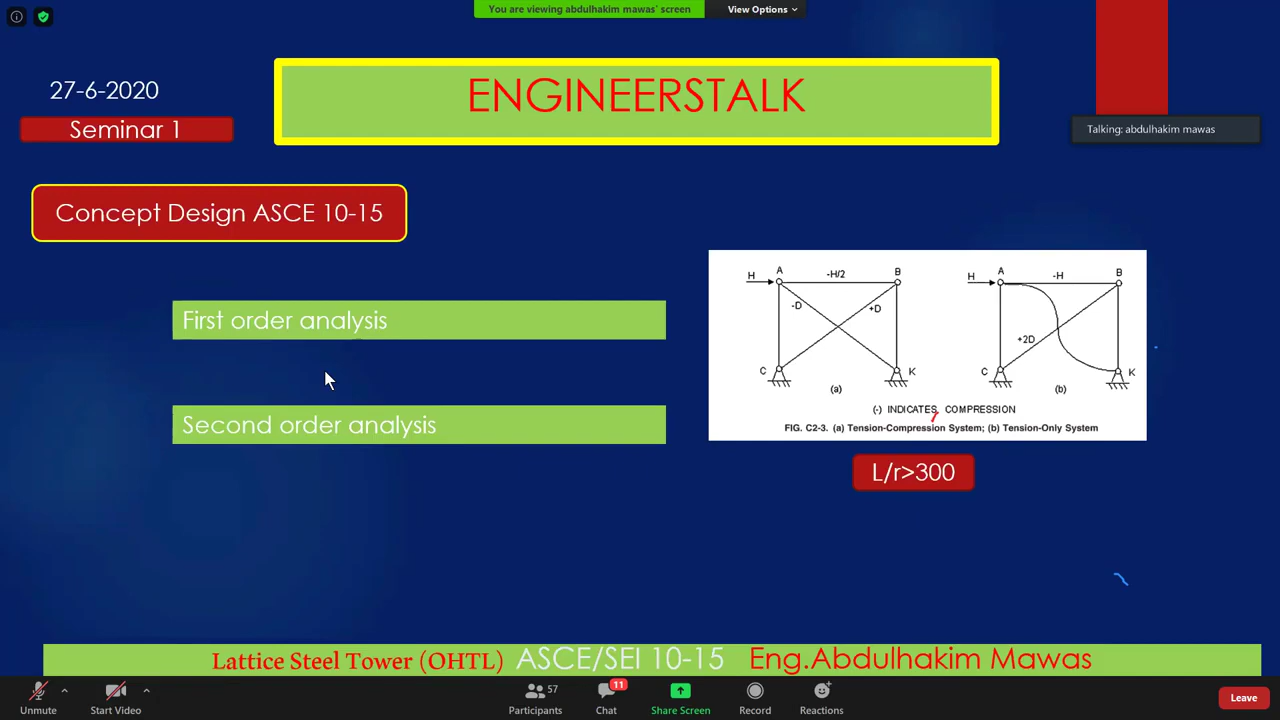 You are viewing abdulhakim mawas' screen
View Options
27-6-2020
ENGINEERSTALK
Seminar 1
Talking: abdulhakim mawas
Concept Design ASCE 10-15
First order analysis
Second order analysis
H A -H/2 B
-D +D
C K
(a)
H A -H B
+2D
C K
(b)
(-) INDICATES COMPRESSION
FIG. C2-3. (a) Tension-Compression System; (b) Tension-Only System
L/r>300
Lattice Steel Tower (OHTL) ASCE/SEI 10-15 Eng.Abdulhakim Mawas
57
11
Unmute
Start Video
Participants
Chat
Share Screen
Record
Reactions
Leave